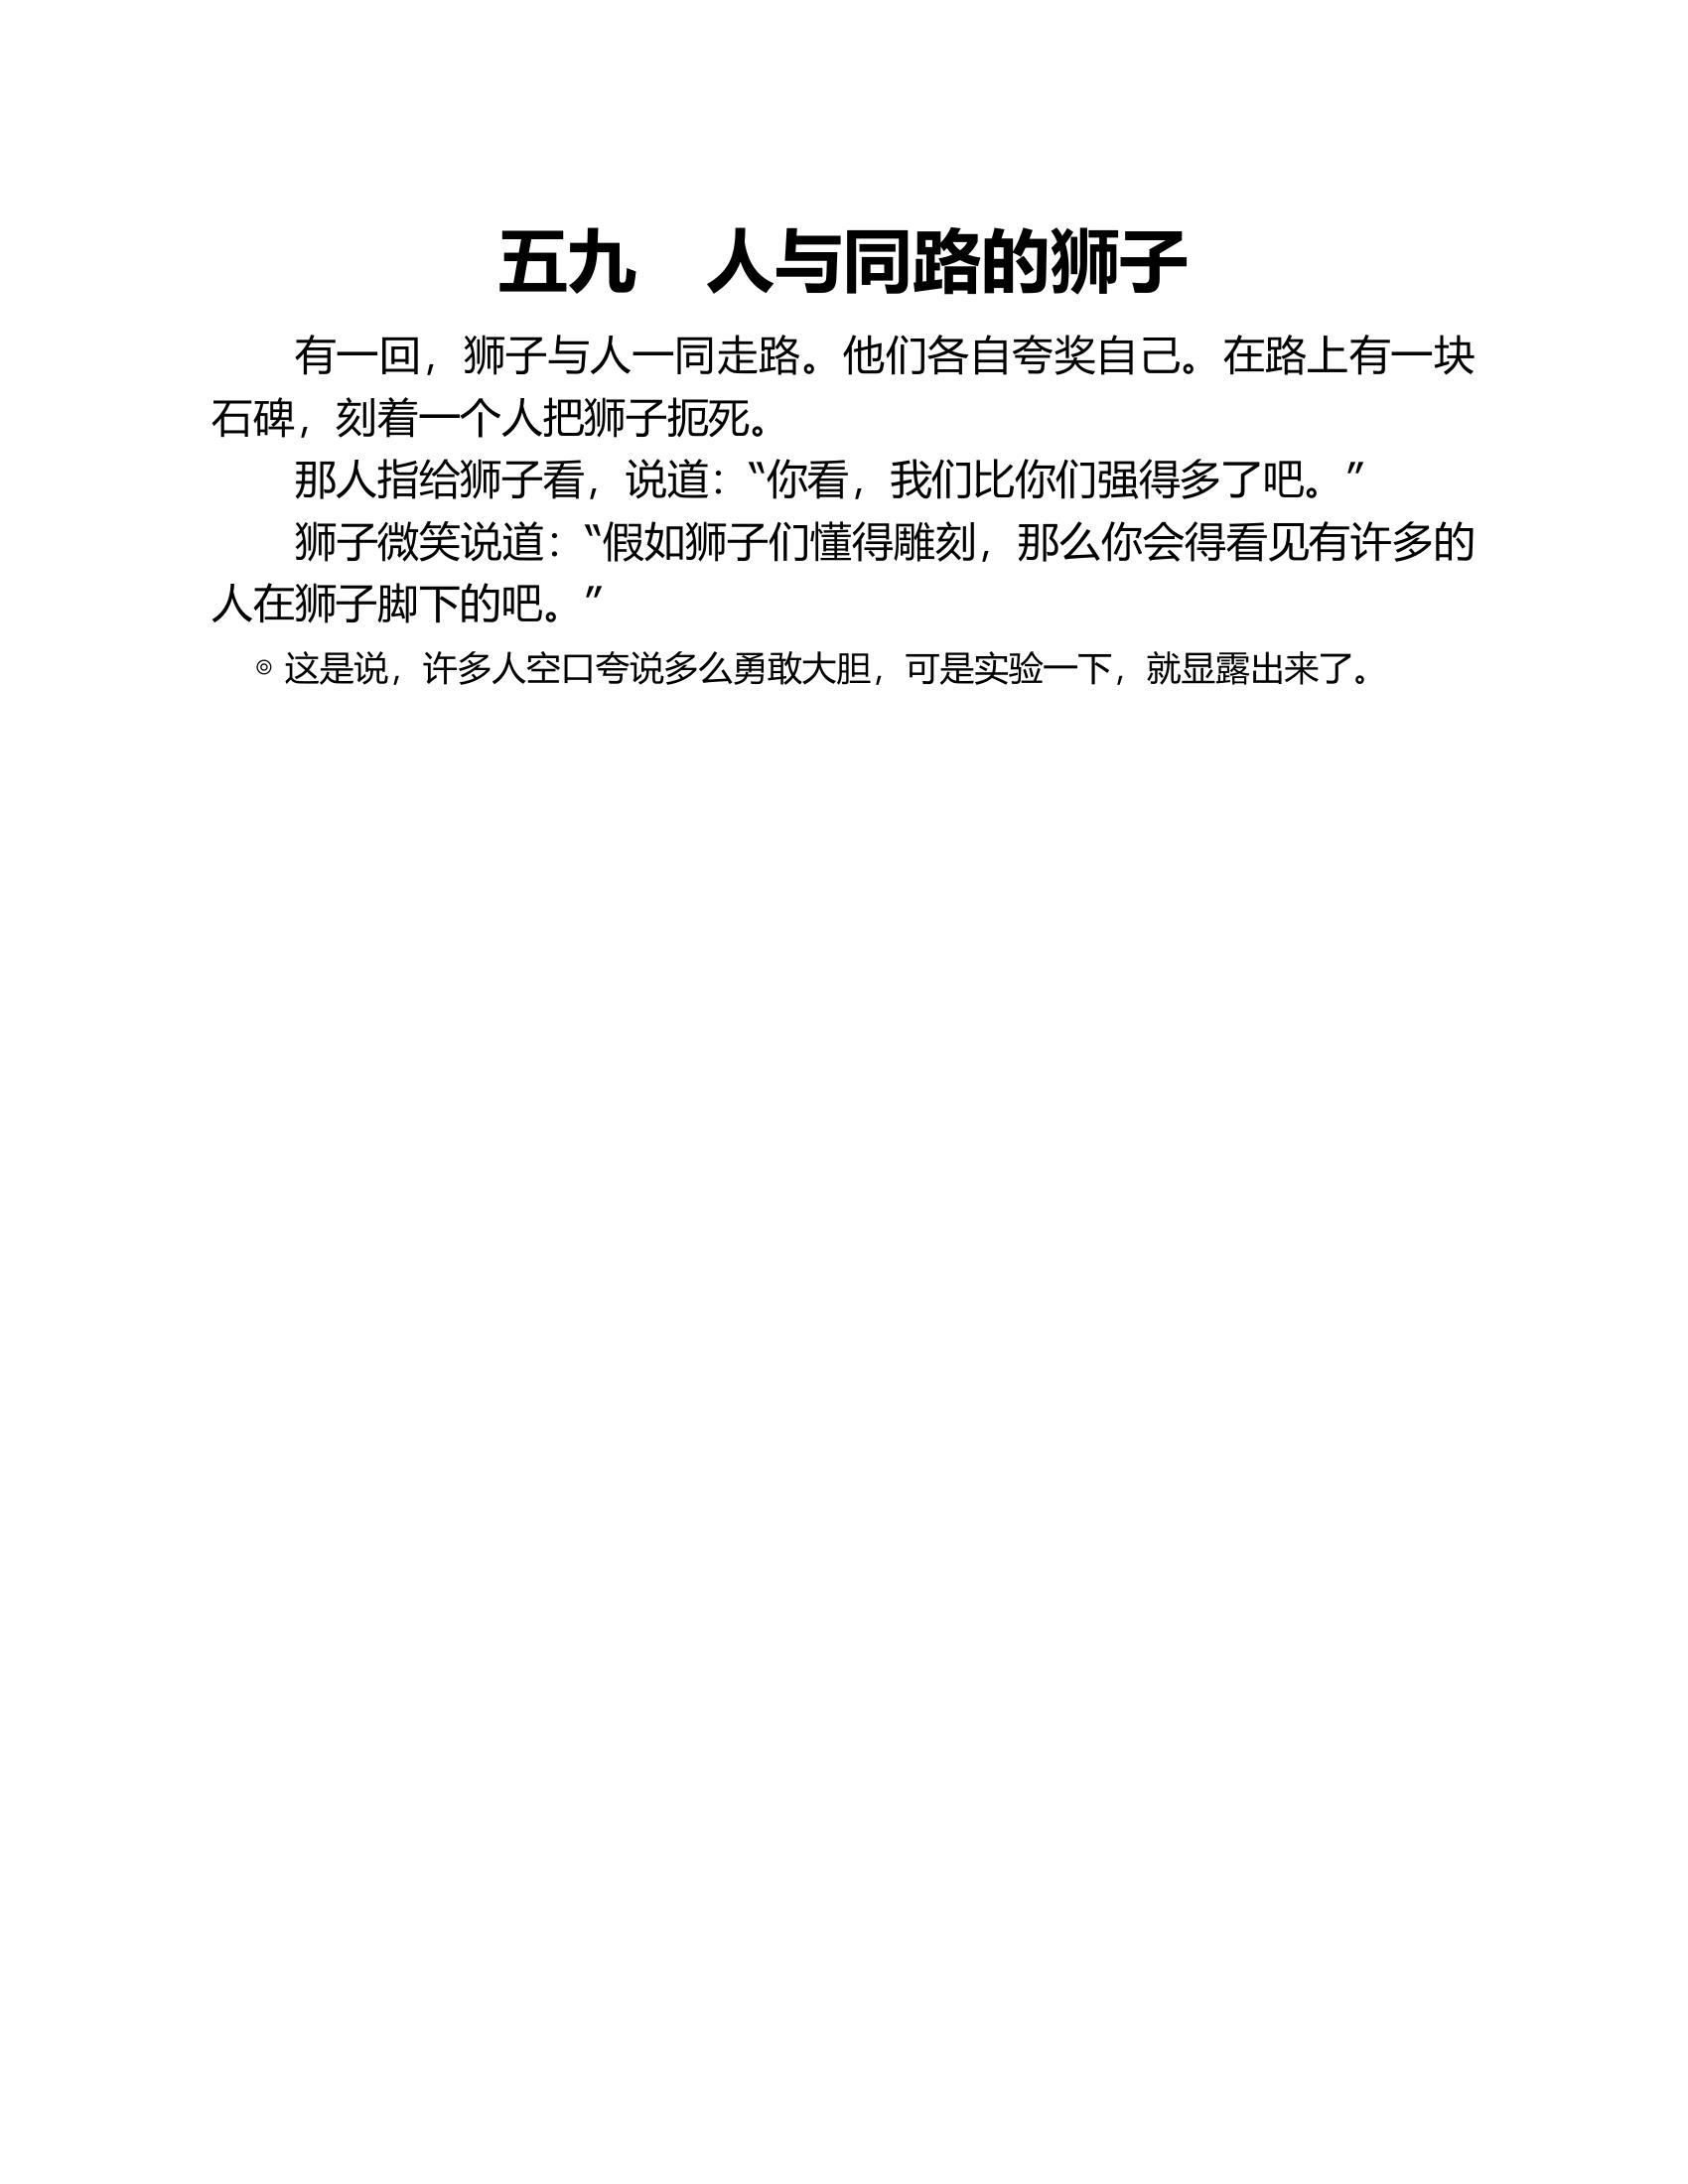 五九　人与同路的狮子
有一回，狮子与人一同走路。他们各自夸奖自己。在路上有一块
石碑，刻着一个人把狮子扼死。
那人指给狮子看，说道：“你看，我们比你们强得多了吧。”
狮子微笑说道：“假如狮子们懂得雕刻，那么你会得看见有许多的
人在狮子脚下的吧。”
◎ 这是说，许多人空口夸说多么勇敢大胆，可是实验一下，就显露出来了。